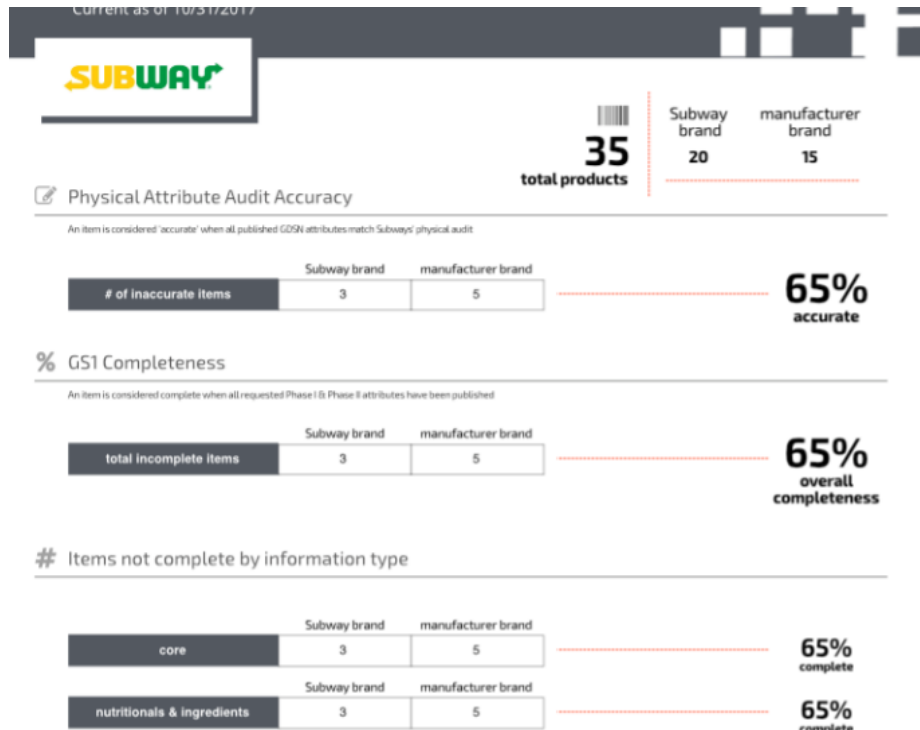 Current as of 10/31/2017
SUBWAY
35
total products
Subway brand
20
manufacturer brand
15
Physical Attribute Audit Accuracy
An item is considered 'accurate' when all published GDSN attributes match Subways' physical audit
Subway brand manufacturer brand
# of inaccurate items 3 5
65%
accurate
% GS1 Completeness
An item is considered complete when all requested Phase I & Phase II attributes have been published
Subway brand manufacturer brand
total incomplete items 3 5
65%
overall
completeness
# Items not complete by information type
Subway brand manufacturer brand
core 3 5
65%
complete
Subway brand manufacturer brand
nutritionals & ingredients 3 5
65%
complete